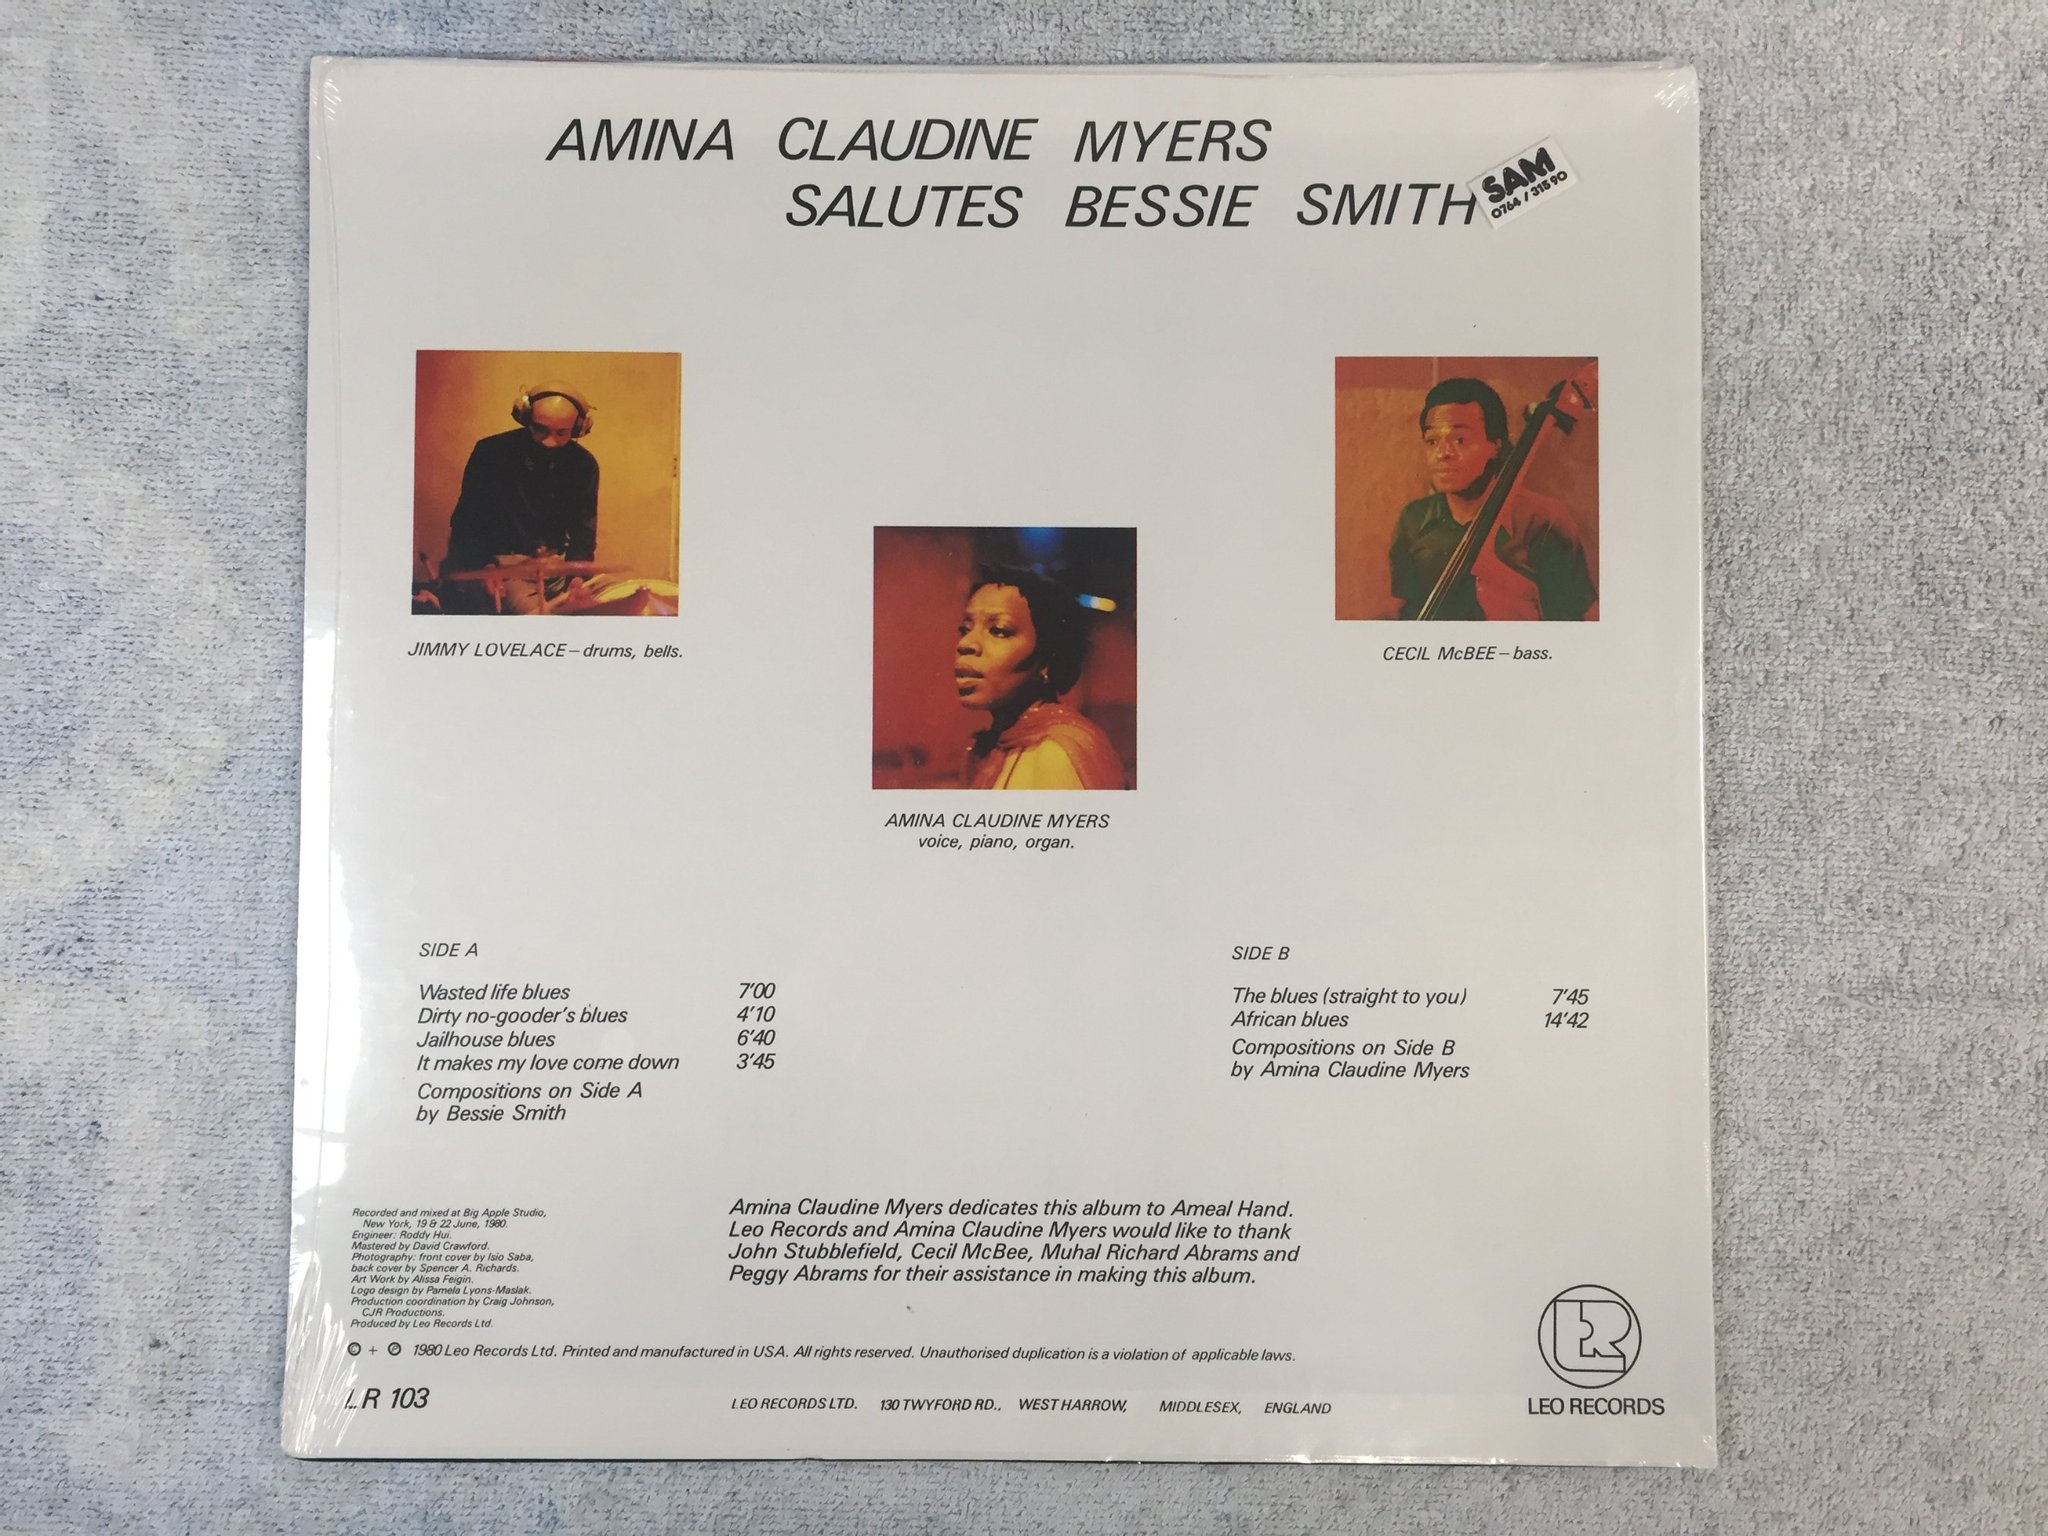 AMINA CLAUDINE MYERS
SALUTES BESSIE SMITH
SAM
0764 / 315 90
JIMMY LOVELACE – drums, bells.
CECIL McBEE – bass.
AMINA CLAUDINE MYERS
voice, piano, organ.
SIDE A
Wasted life blues 7'00
Dirty no-gooder's blues 4'10
Jailhouse blues 6'40
It makes my love come down 3'45
Compositions on Side A
by Bessie Smith
SIDE B
The blues (straight to you) 7'45
African blues 14'42
Compositions on Side B
by Amina Claudine Myers
Recorded and mixed at Big Apple Studio,
New York, 19 & 22 June, 1980.
Engineer: Roddy Hui.
Mastered by David Crawford.
Photography: front cover by Isio Saba,
back cover by Spencer A. Richards.
Art Work by Alissa Feigin.
Logo design by Pamela Lyons-Maslak.
Production coordination by Craig Johnson,
CJR Productions.
Produced by Leo Records Ltd.
Amina Claudine Myers dedicates this album to Ameal Hand.
Leo Records and Amina Claudine Myers would like to thank
John Stubblefield, Cecil McBee, Muhal Richard Abrams and
Peggy Abrams for their assistance in making this album.
© + ℗ 1980 Leo Records Ltd. Printed and manufactured in USA. All rights reserved. Unauthorised duplication is a violation of applicable laws.
LR 103
LEO RECORDS LTD. 130 TWYFORD RD., WEST HARROW, MIDDLESEX, ENGLAND
LR
LEO RECORDS